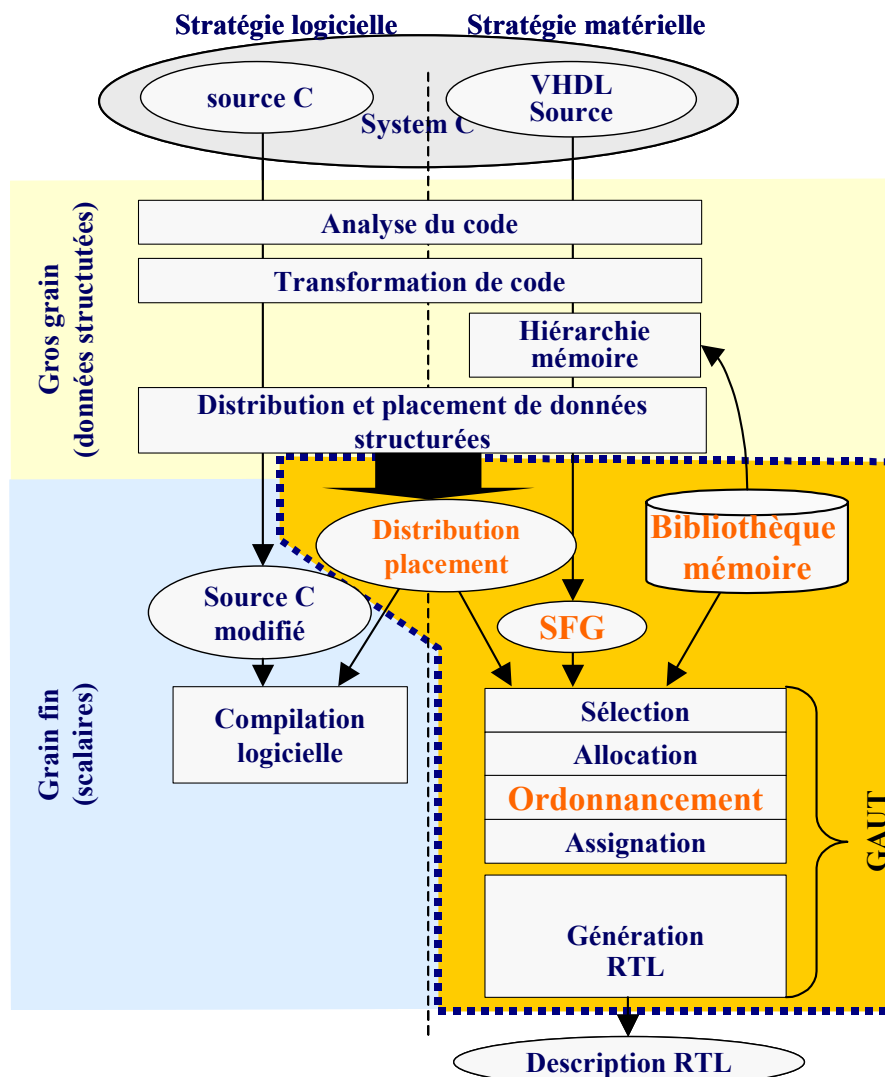 Stratégie logicielle
Stratégie matérielle
source C
VHDL
Source
System C
Gros grain
(données structutées)
Analyse du code
Transformation de code
Hiérarchie
mémoire
Distribution et placement de données
structurées
Distribution
placement
Bibliothèque
mémoire
Source C
modifié
SFG
Grain fin
(scalaires)
Compilation
logicielle
Sélection
Allocation
Ordonnancement
Assignation
GAUT
Génération
RTL
Description RTL